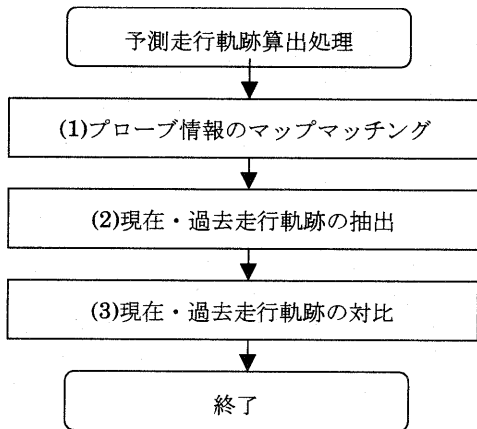 予測走行軌跡算出処理
(1)プローブ情報のマップマッチング
(2)現在・過去走行軌跡の抽出
(3)現在・過去走行軌跡の対比
終了